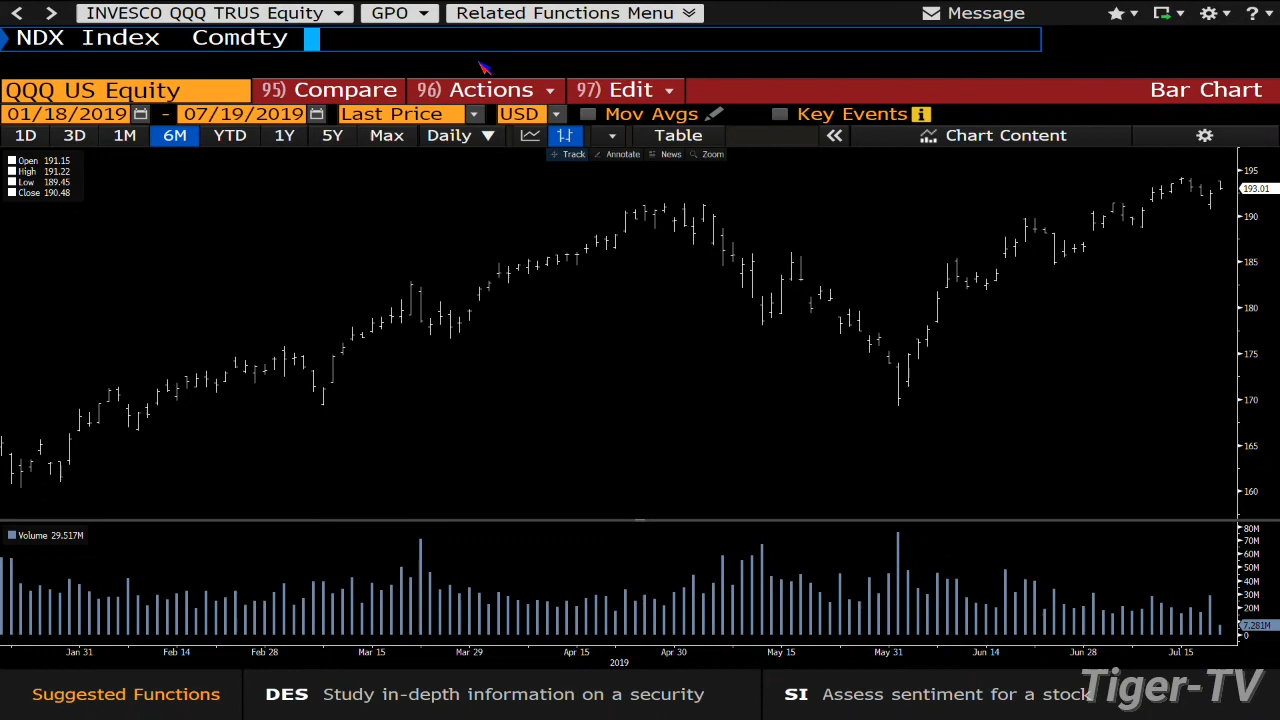 INVESCO QQQ TRUS Equity GPO Related Functions Menu Message ?
NDX Index Comdty
QQQ US Equity 95) Compare 96) Actions 97) Edit Bar Chart
01/18/2019 - 07/19/2019 Last Price USD Mov Avgs Key Events i
1D 3D 1M 6M YTD 1Y 5Y Max Daily ▼ Table « Chart Content
Track Annotate News Zoom
Open 191.15
High 191.22
Low 189.45
Close 190.48
195
193.01
190
185
180
175
170
165
160
Volume 29.517M
80M
70M
60M
50M
40M
30M
20M
7.281M
0
Jan 31 Feb 14 Feb 28 Mar 15 Mar 29 Apr 15 Apr 30 May 15 May 31 Jun 14 Jun 28 Jul 15
2019
Suggested Functions DES Study in-depth information on a security SI Assess sentiment for a stock
Tiger-TV